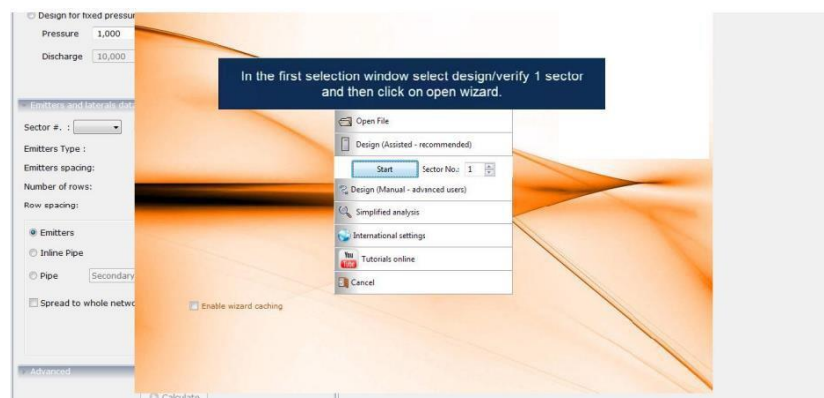 Design for fixed pressur
Pressure 1,000
Discharge 10,000
In the first selection window select design/verify 1 sector
and then click on open wizard.
Emitters and laterals data
Sector #. :
Emitters Type :
Emitters spacing:
Number of rows:
Row spacing:
Emitters
Inline Pipe
Pipe Secondary
Spread to whole netwo
Advanced
Open File
Design (Assisted - recommended)
Start Sector No.: 1
Design (Manual - advanced users)
Simplified analysis
International settings
You Tube Tutorials online
Cancel
Enable wizard caching
Calculate